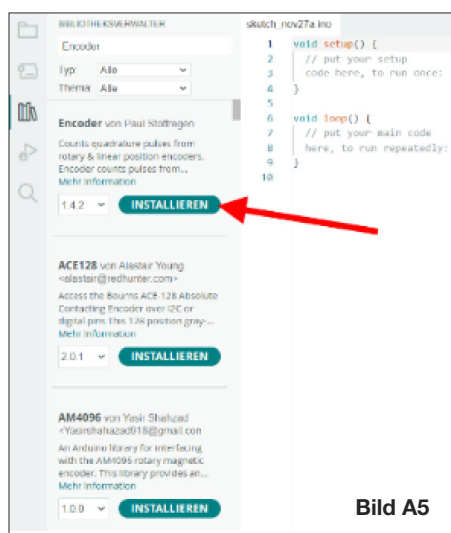 BIBLIOTHEKSVERWALTER
Encoder
Typ: Alle
Thema: Alle
Encoder von Paul Stoffregen
Counts quadrature pulses from
rotary & linear position encoders.
Encoder counts pulses from...
Mehr Information
1.4.2 INSTALLIEREN
ACE128 von Alastair Young
<alastair@redhunter.com>
Access the Bourns ACE-128 Absolute
Contacting Encoder over I2C or
digital pins This 128 position gray-...
Mehr Information
2.0.1 INSTALLIEREN
AM4096 von Yasir Shahzad
<Yasirshahazad918@gmail.com
An Arduino library for interfacing
with the AM4096 rotary magnetic
encoder. This library provides an...
Mehr Information
1.0.0 INSTALLIEREN
sketch_nov27a.ino
1 void setup() {
2 // put your setup
3 code here, to run once:
4 }
5
6 void loop() {
7 // put your main code
8 here, to run repeatedly:
9 }
10
Bild A5